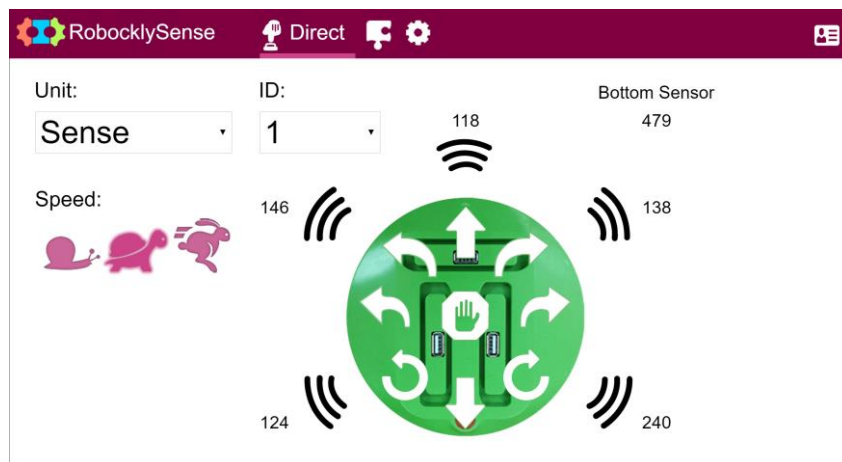 RobocklySense Direct
Unit: ID: Bottom Sensor
Sense 1 118 479
Speed:
146 138
124 240